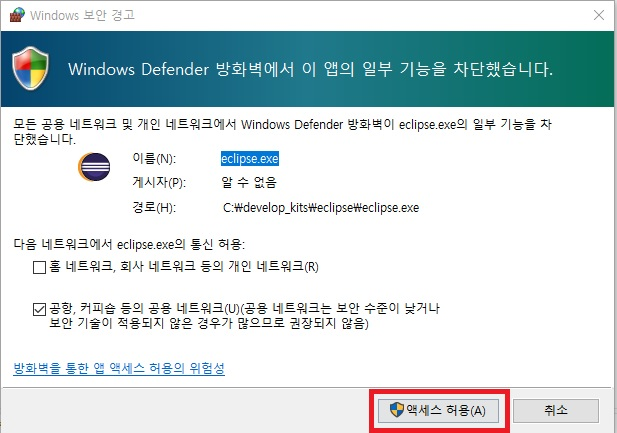 Windows 보안 경고
Windows Defender 방화벽에서 이 앱의 일부 기능을 차단했습니다.
모든 공용 네트워크 및 개인 네트워크에서 Windows Defender 방화벽이 eclipse.exe의 일부 기능을 차
단했습니다.
이름(N): eclipse.exe
게시자(P): 알 수 없음
경로(H): C:₩develop_kits₩eclipse₩eclipse.exe
다음 네트워크에서 eclipse.exe의 통신 허용:
홈 네트워크, 회사 네트워크 등의 개인 네트워크(R)
공항, 커피숍 등의 공용 네트워크(U)(공용 네트워크는 보안 수준이 낮거나
보안 기술이 적용되지 않은 경우가 많으므로 권장되지 않음)
방화벽을 통한 앱 액세스 허용의 위험성
액세스 허용(A) 취소